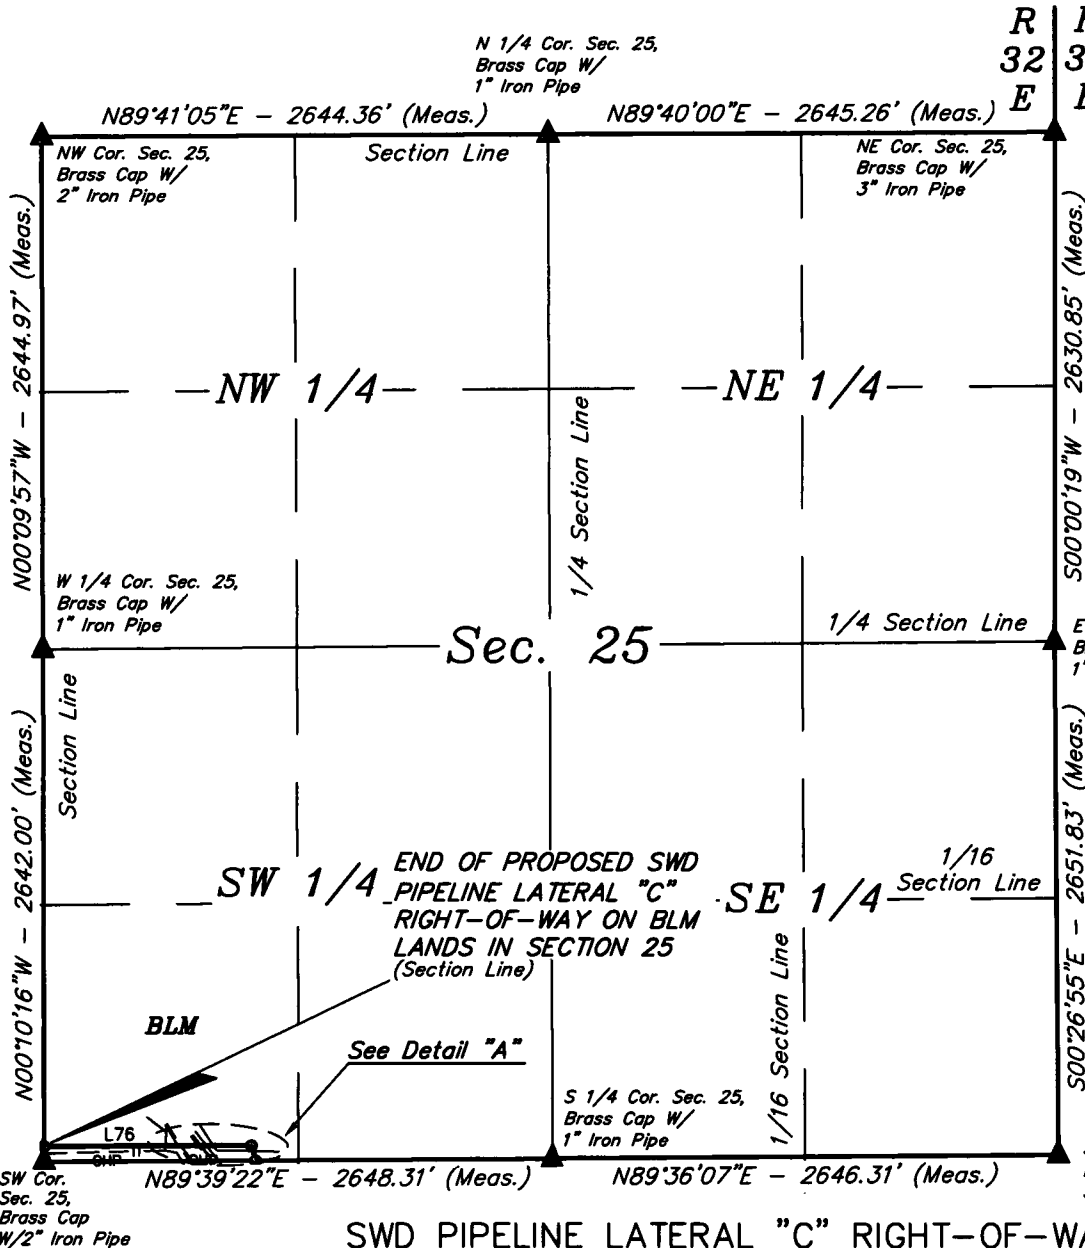 R
32
E
N 1/4 Cor. Sec. 25,
Brass Cap W/
1" Iron Pipe
N89°41'05"E - 2644.36' (Meas.)
N89°40'00"E - 2645.26' (Meas.)
NW Cor. Sec. 25,
Brass Cap W/
2" Iron Pipe
Section Line
NE Cor. Sec. 25,
Brass Cap W/
3" Iron Pipe
N00°09'57"W - 2644.97' (Meas.)
S00°00'19"W - 2630.85' (Meas.)
NW 1/4
NE 1/4
1/4 Section Line
W 1/4 Cor. Sec. 25,
Brass Cap W/
1" Iron Pipe
Sec. 25
1/4 Section Line
E
B
1"
Section Line
N00°10'16"W - 2642.00' (Meas.)
S00°26'55"E - 2651.83' (Meas.)
SW 1/4
END OF PROPOSED SWD
PIPELINE LATERAL "C"
RIGHT-OF-WAY ON BLM
LANDS IN SECTION 25
(Section Line)
SE 1/4
1/16
Section Line
1/16 Section Line
BLM
See Detail "A"
L76
S 1/4 Cor. Sec. 25,
Brass Cap W/
1" Iron Pipe
SW Cor.
Sec. 25,
Brass Cap
W/2" Iron Pipe
N89°39'22"E - 2648.31' (Meas.)
N89°36'07"E - 2646.31' (Meas.)
SWD PIPELINE LATERAL "C" RIGHT-OF-WA